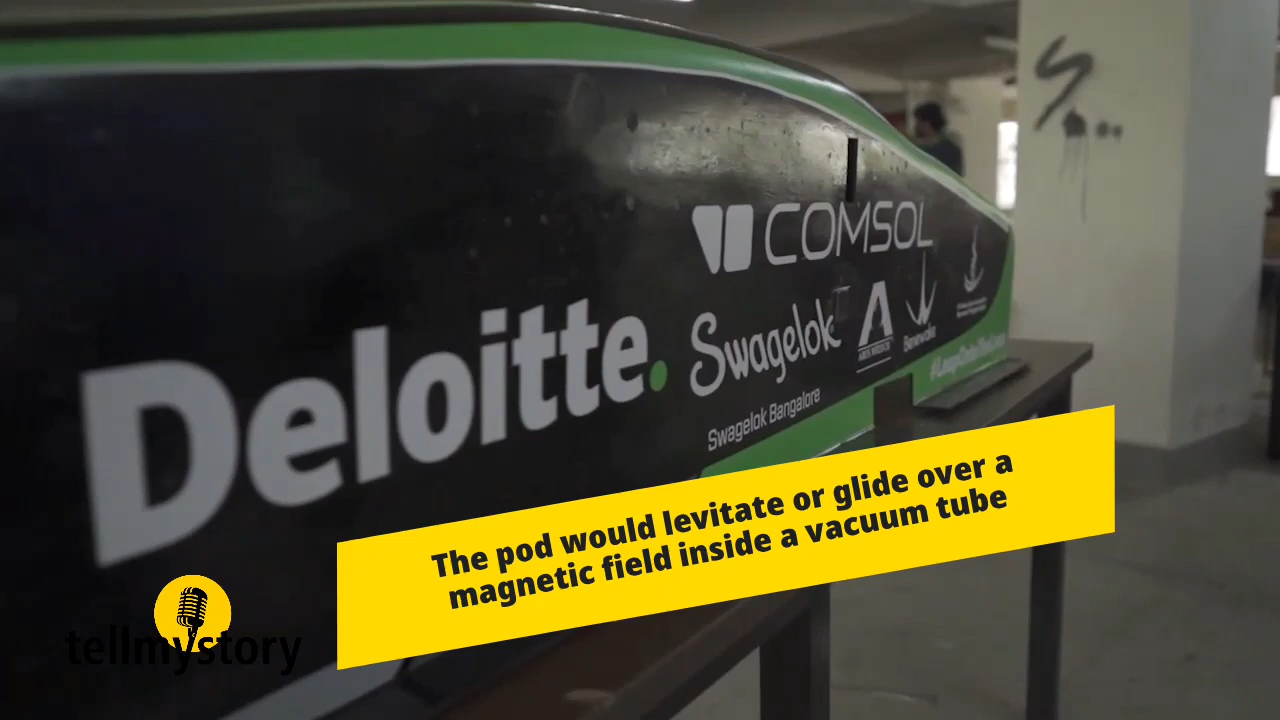 COMSOL
Deloitte.
Swagelok
Swagelok Bangalore
The pod would levitate or glide over a
magnetic field inside a vacuum tube
tellmystory